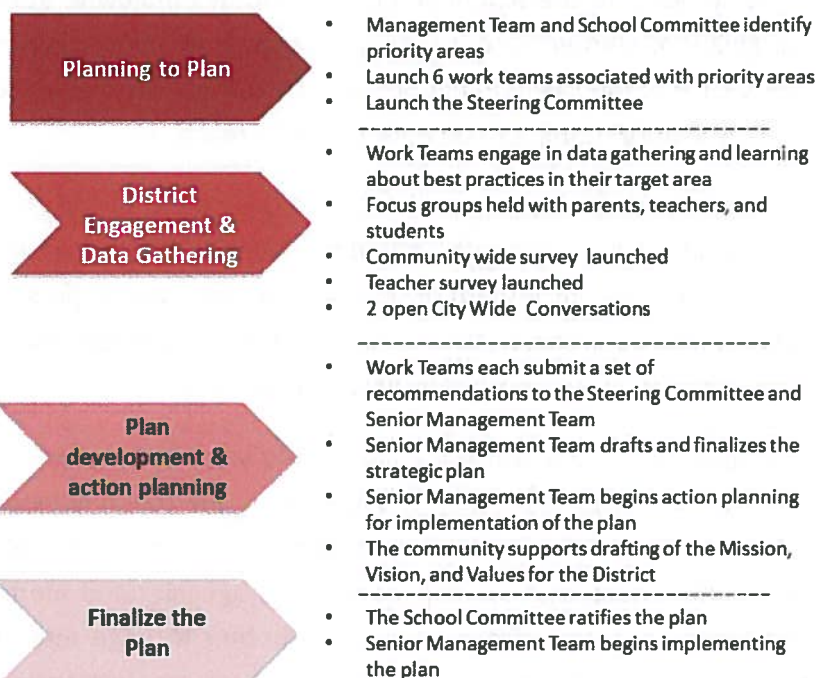 Planning to Plan
• Management Team and School Committee identify
priority areas
• Launch 6 work teams associated with priority areas
• Launch the Steering Committee
District
Engagement &
Data Gathering
• Work Teams engage in data gathering and learning
about best practices in their target area
• Focus groups held with parents, teachers, and
students
• Community wide survey launched
• Teacher survey launched
• 2 open City Wide Conversations
Plan
development &
action planning
• Work Teams each submit a set of
recommendations to the Steering Committee and
Senior Management Team
• Senior Management Team drafts and finalizes the
strategic plan
• Senior Management Team begins action planning
for implementation of the plan
• The community supports drafting of the Mission,
Vision, and Values for the District
Finalize the
Plan
• The School Committee ratifies the plan
• Senior Management Team begins implementing
the plan